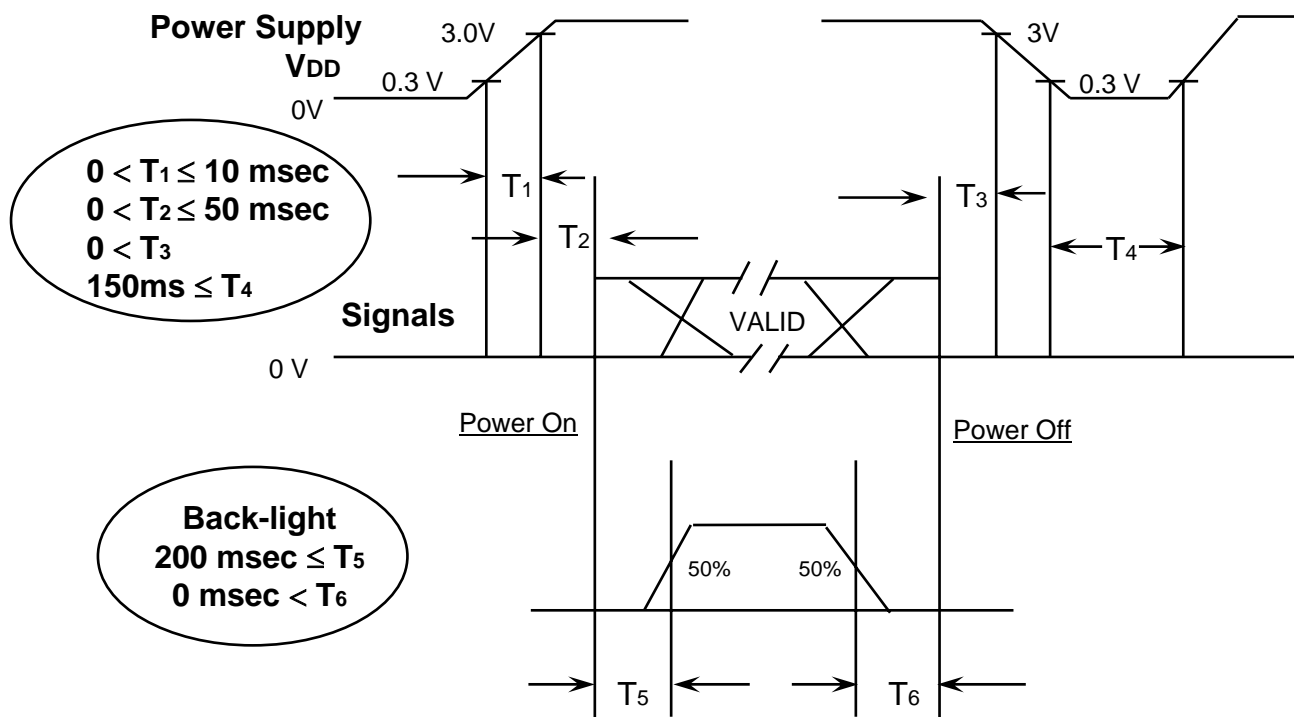 Power Supply
VDD
3.0V
0.3 V
0V
3V
0.3 V
0 < T1 ≤ 10 msec
0 < T2 ≤ 50 msec
0 < T3
150ms ≤ T4
T1
T2
T3
T4
Signals
VALID
0 V
Power On
Power Off
Back-light
200 msec ≤ T5
0 msec < T6
50%
50%
T5
T6